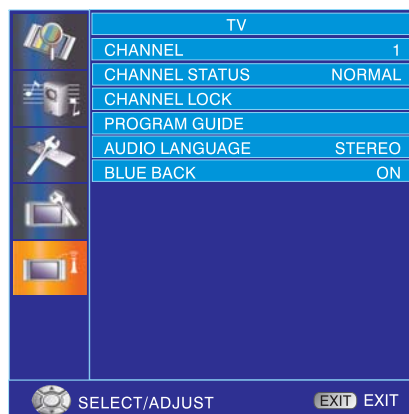 TV
CHANNEL 1
CHANNEL STATUS NORMAL
CHANNEL LOCK
PROGRAM GUIDE
AUDIO LANGUAGE STEREO
BLUE BACK ON
SELECT/ADJUST EXIT EXIT